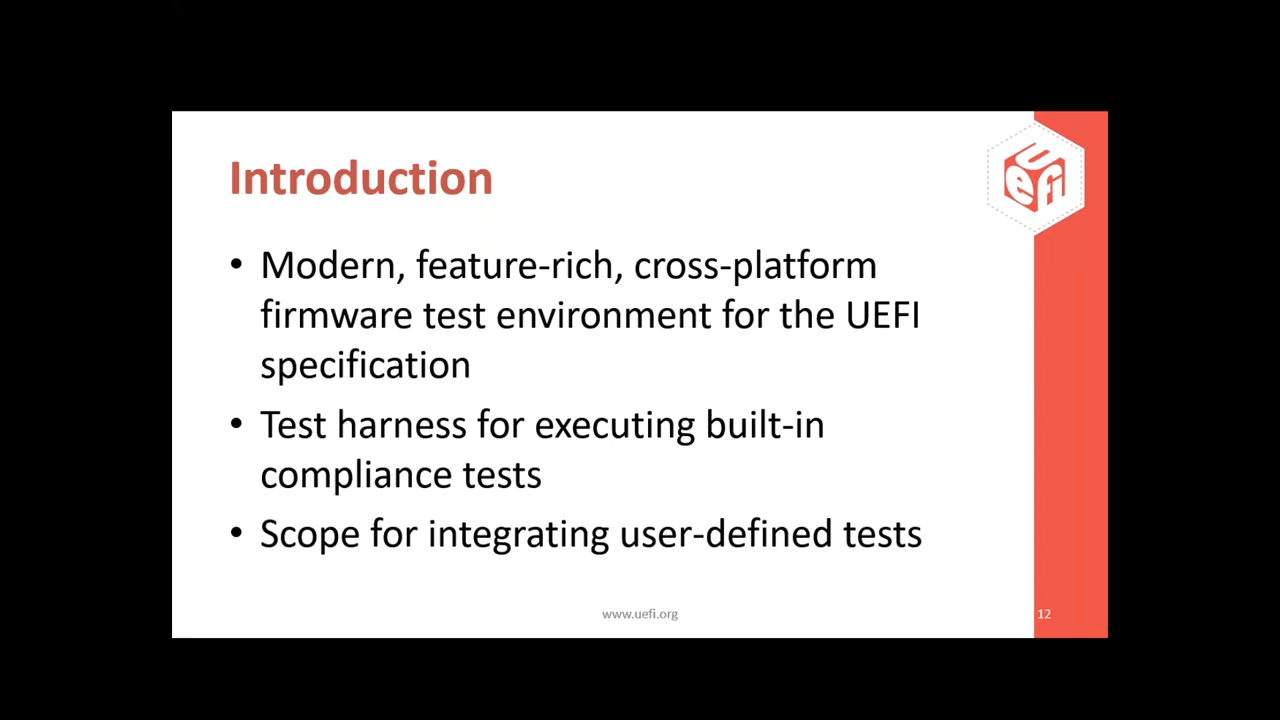 Introduction
• Modern, feature-rich, cross-platform
firmware test environment for the UEFI
specification
• Test harness for executing built-in
compliance tests
• Scope for integrating user-defined tests
www.uefi.org
12
UEFI